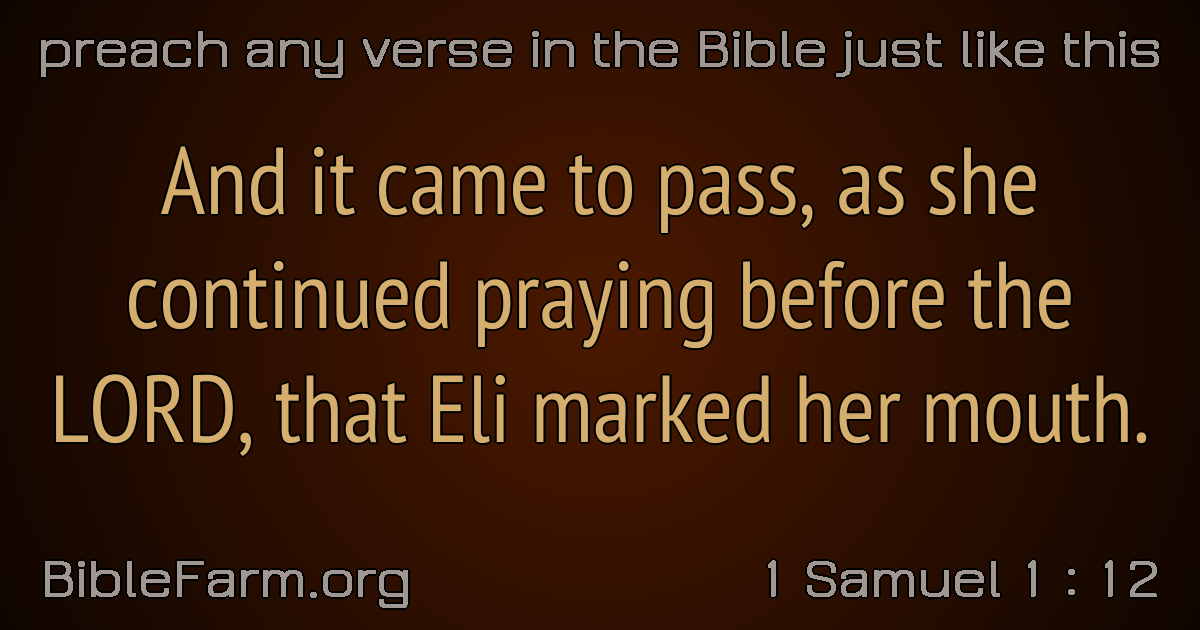 preach any verse in the Bible just like this
And it came to pass, as she
continued praying before the
LORD, that Eli marked her mouth.
BibleFarm.org
1 Samuel 1 : 12